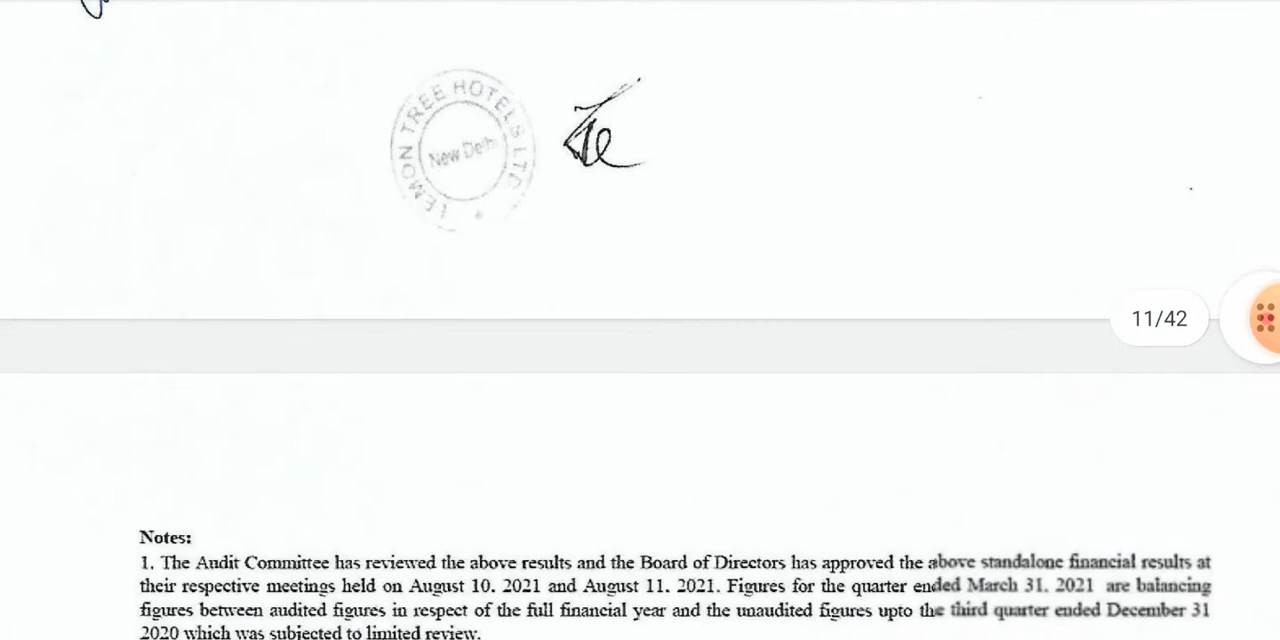 LEMON TREE HOTELS LTD
New Delhi
11/42
Notes:
1. The Audit Committee has reviewed the above results and the Board of Directors has approved the above standalone financial results at
their respective meetings held on August 10. 2021 and August 11. 2021. Figures for the quarter ended March 31. 2021 are balancing
figures between audited figures in respect of the full financial year and the unaudited figures upto the third quarter ended December 31
2020 which was subjected to limited review.